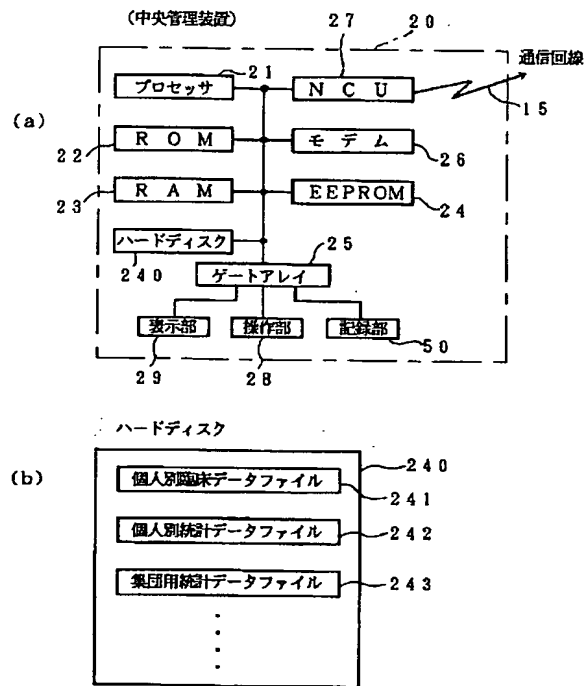 (中央管理装置)
20
27
通信回線
21
プロセッサ
NCU
15
(a)
ROM
モデム
22
26
RAM
EEPROM
23
24
ハードディスク
25
240
ゲートアレイ
表示部
操作部
記録部
29
28
50
ハードディスク
(b)
240
個人別臨床データファイル
241
個人別統計データファイル
242
集団用統計データファイル
243